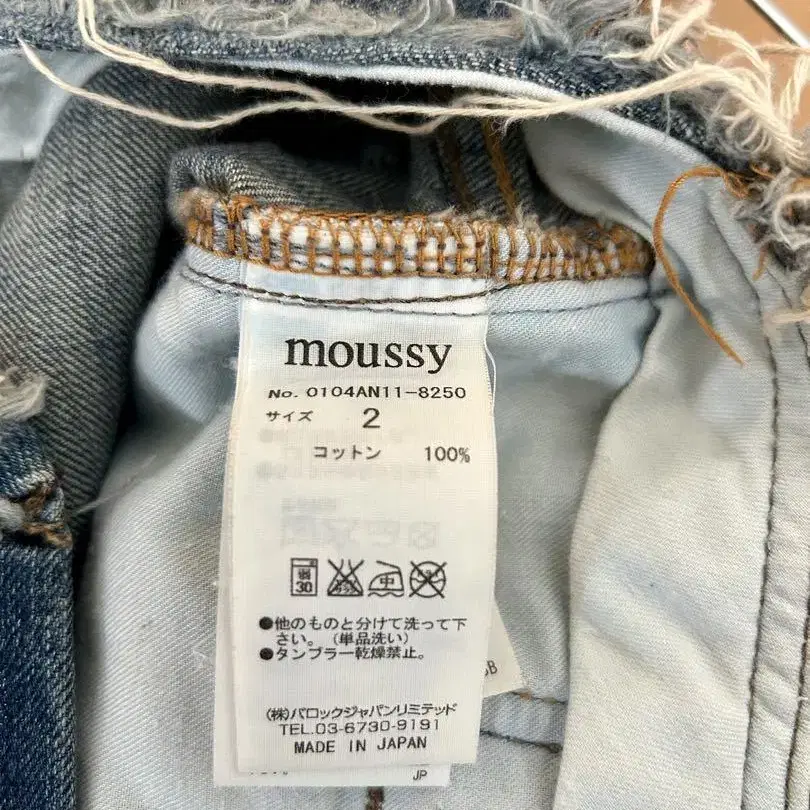 moussy
No. 0104AN11-8250
サイズ 2
コットン 100%
弱
30
中
●他のものと分けて洗って下
さい。(単品洗い)
●タンブラー乾燥禁止。
(株)バロックジャパンリミテッド
TEL.03-6730-9191
MADE IN JAPAN
JP